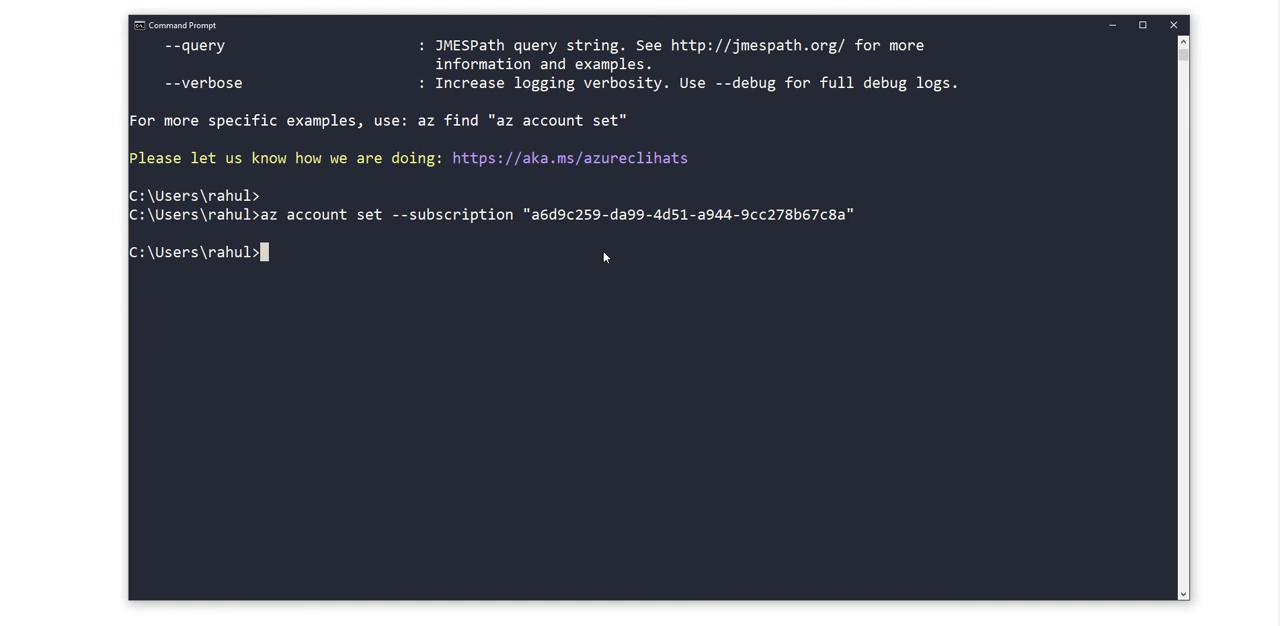 Command Prompt
--query : JMESPath query string. See http://jmespath.org/ for more
information and examples.
--verbose : Increase logging verbosity. Use --debug for full debug logs.
For more specific examples, use: az find "az account set"
Please let us know how we are doing: https://aka.ms/azureclihats
C:\Users\rahul>
C:\Users\rahul>az account set --subscription "a6d9c259-da99-4d51-a944-9cc278b67c8a"
C:\Users\rahul>